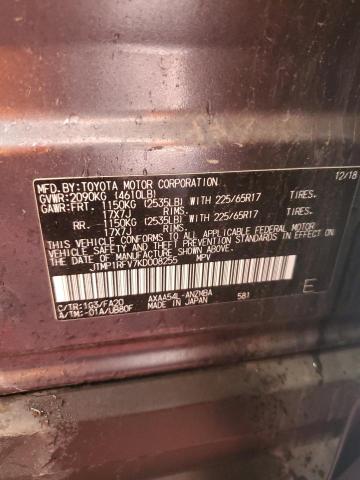 MFD.BY:TOYOTA MOTOR CORPORATION 12/18
GVWR:2090KG (4610LB)
GAWR:FRT. 1150KG (2535LB) WITH 225/65R17 TIRES.
17X7J RIMS.
RR. 1150KG (2535LB) WITH 225/65R17 TIRES.
17X7J RIMS.
THIS VEHICLE CONFORMS TO ALL APPLICABLE FEDERAL MOTOR
VEHICLE SAFETY AND THEFT PREVENTION
STANDARDS IN EFFECT ON THE DATE OF MANUFACTURE SHOWN ABOVE.
JTMP1RFV7KD008255 MPV
C/TR:1G3/FA20 AXAA54L-ANZMBA
A/TM:-01A/UB80F MADE IN JAPAN 581 E